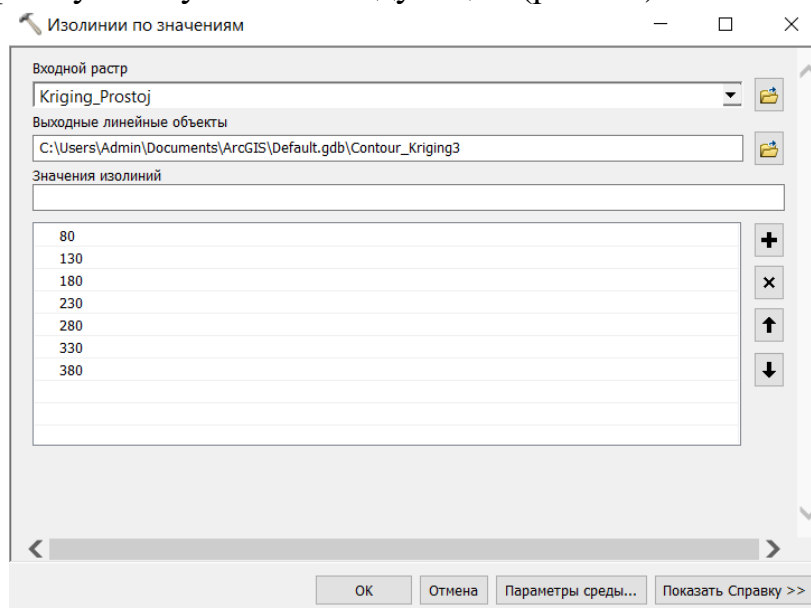 Изолинии по значениям
Входной растр
Kriging_Prostoj
Выходные линейные объекты
C:\Users\Admin\Documents\ArcGIS\Default.gdb\Contour_Kriging3
Значения изолиний
80
130
180
230
280
330
380
OK Отмена Параметры среды... Показать Справку >>